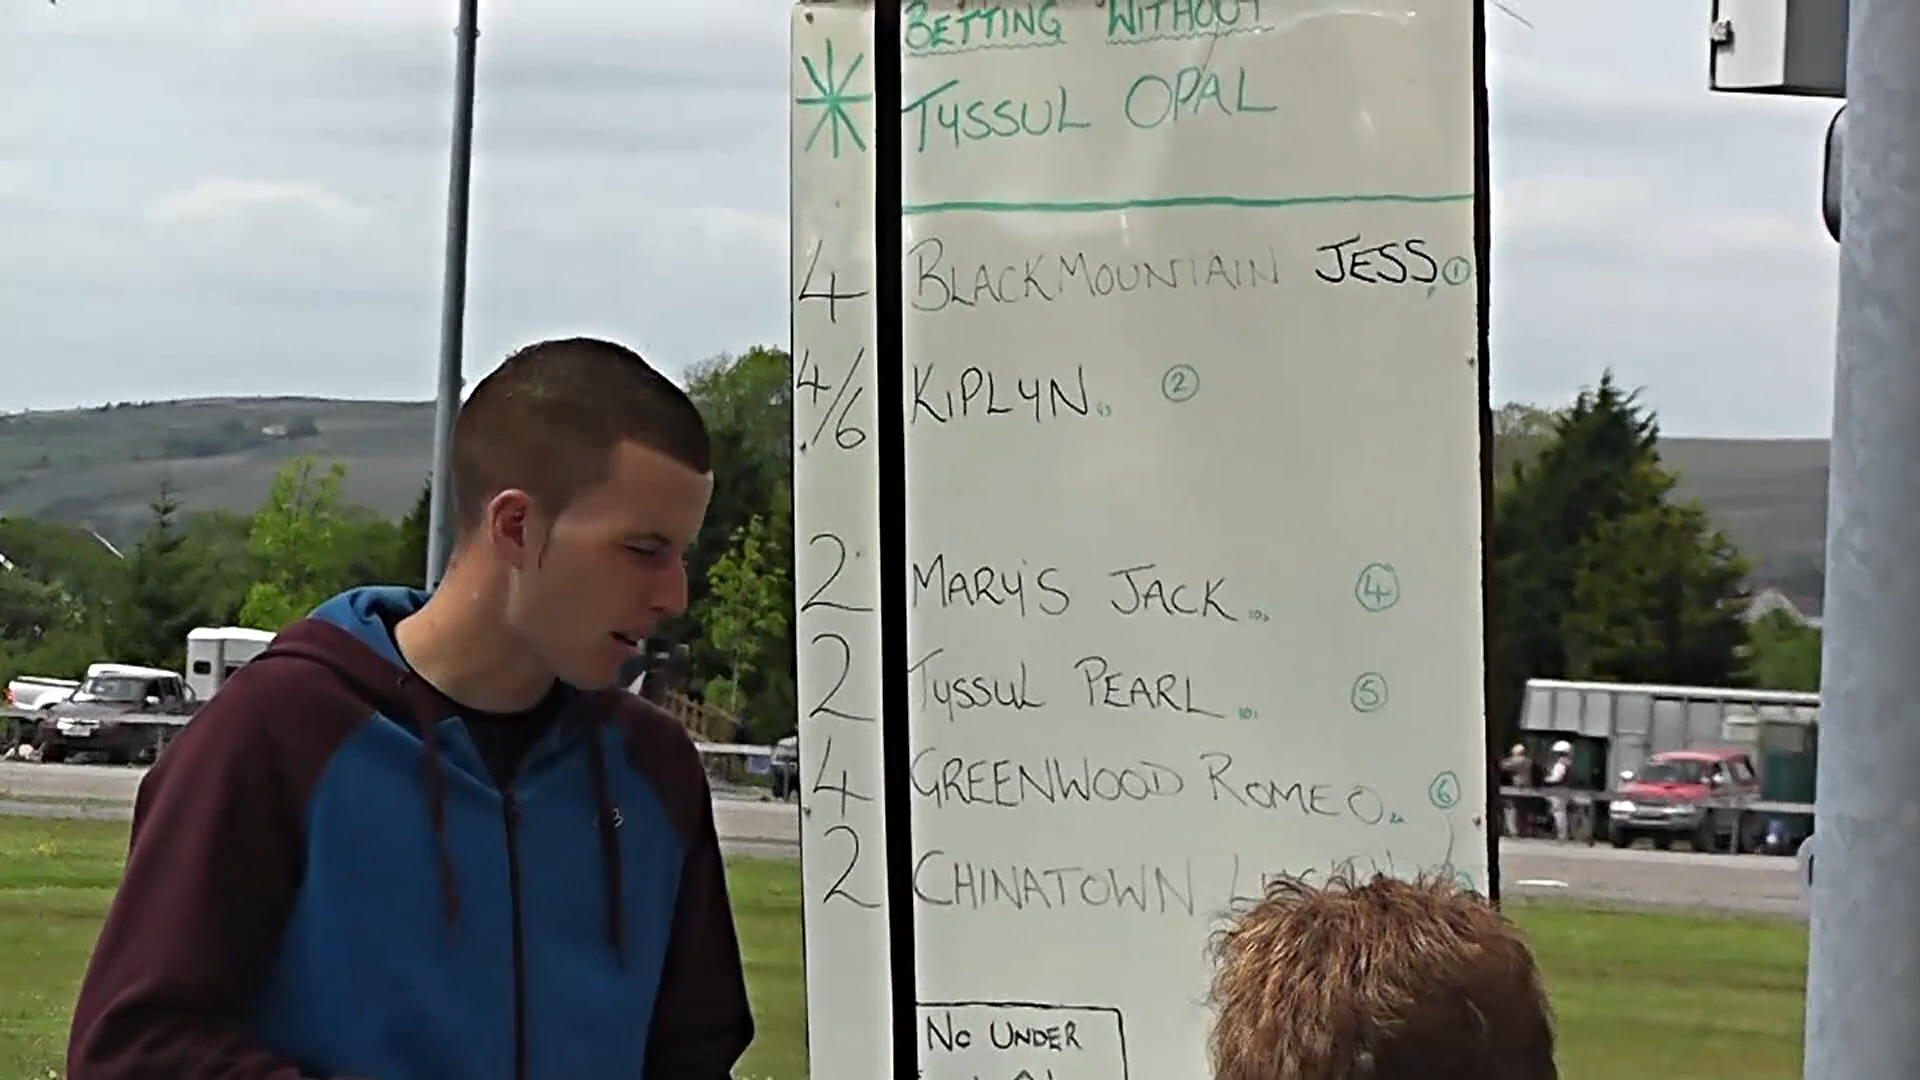 BETTING WITHOUT
TYSSUL OPAL
4 BLACKMOUNTAIN JESS 1
4/6 KIPLYN 2
2 MARY'S JACK 4
2 TYSSUL PEARL 5
4 GREENWOOD ROMEO 6
2 CHINATOWN
NO UNDER